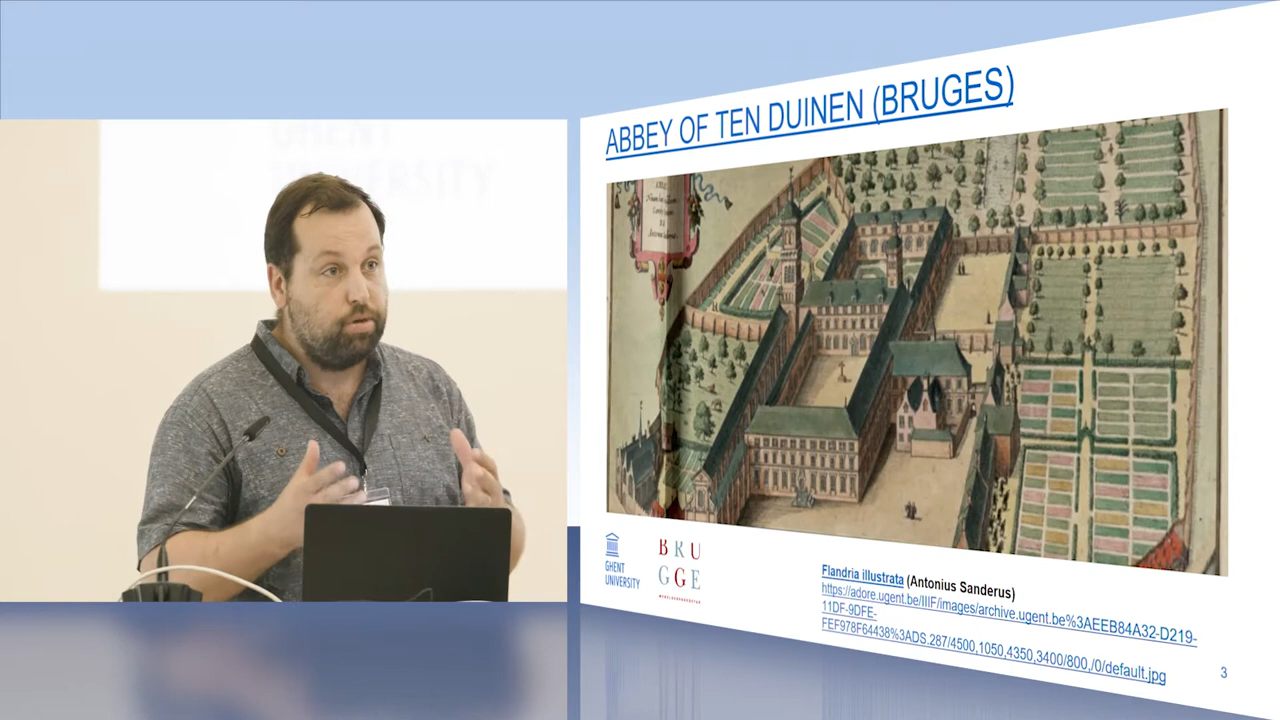 GHENT
UNIVERSITY
ABBEY OF TEN DUINEN (BRUGES)
GHENT
UNIVERSITY
BRU
GGE
Flandria illustrata (Antonius Sanderus)
https://adore.ugent.be/IIIF/images/archive.ugent.be%3AEEB84A32-D219-
11DF-9DFE-
FEF978F64438%3ADS.287/4500,1050,4350,3400/800,/0/default.jpg
3